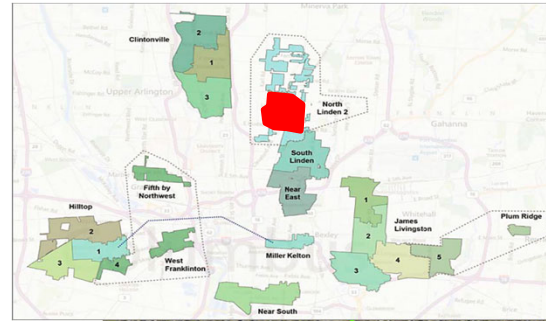 Clintonville
2
1
3
Upper Arlington
North
Linden 2
Gahanna
South
Linden
Near
East
Fifth by
Northwest
Hilltop
2
1
3
4
West
Franklinton
Miller Kelton
Near South
1
2
3
4
5
James
Livingston
Whitehall
Plum Ridge